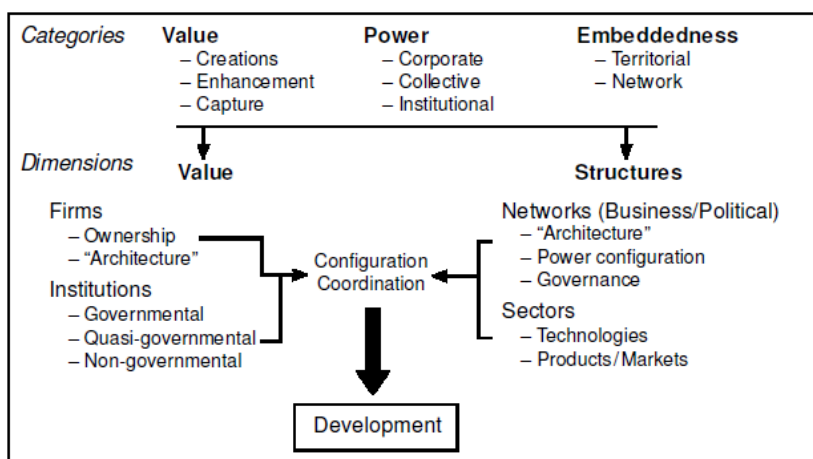 Categories
Value
– Creations
– Enhancement
– Capture
Power
– Corporate
– Collective
– Institutional
Embeddedness
– Territorial
– Network
Dimensions
Value
Structures
Firms
– Ownership
– “Architecture”
Institutions
– Governmental
– Quasi-governmental
– Non-governmental
Configuration
Coordination
Networks (Business/Political)
– “Architecture”
– Power configuration
– Governance
Sectors
– Technologies
– Products/Markets
Development